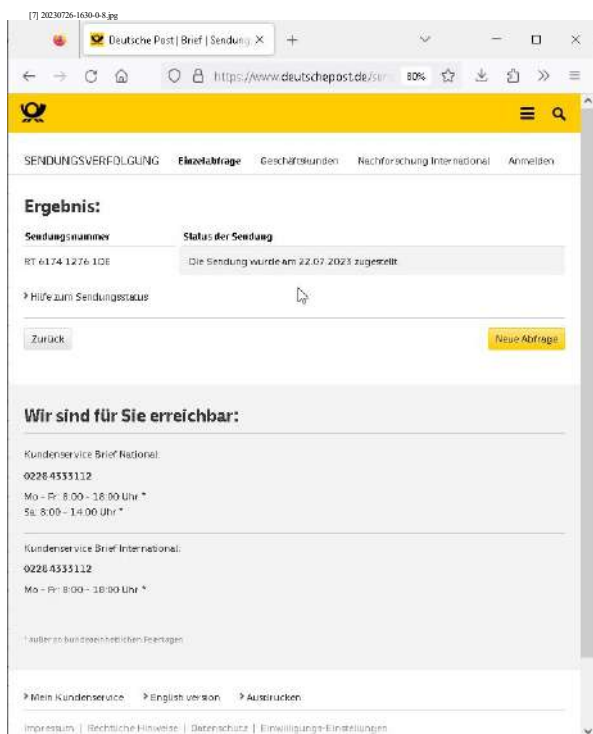 [7] 20230726-1630-0-8.jpg
Deutsche Post | Brief | Sendung
https://www.deutschepost.de/sen
80%
SENDUNGSVERFOLGUNG Einzelabfrage Geschäftskunden Nachforschung International Anmelden
Ergebnis:
Sendungsnummer Status der Sendung
RT 6174 1276 1DE Die Sendung wurde am 22.07.2023 zugestellt
Hilfe zum Sendungsstatus
Zurück Neue Abfrage
Wir sind für Sie erreichbar:
Kundenservice Brief National:
0228 4333112
Mo - Fr: 8:00 - 18:00 Uhr *
Sa: 8:00 - 14:00 Uhr *
Kundenservice Brief International:
0228 4333112
Mo - Fr: 8:00 - 18:00 Uhr *
* außer an bundeseinheitlichen Feiertagen
Mein Kundenservice English version Ausdrucken
Impressum | Rechtliche Hinweise | Datenschutz | Einwilligungs-Einstellungen